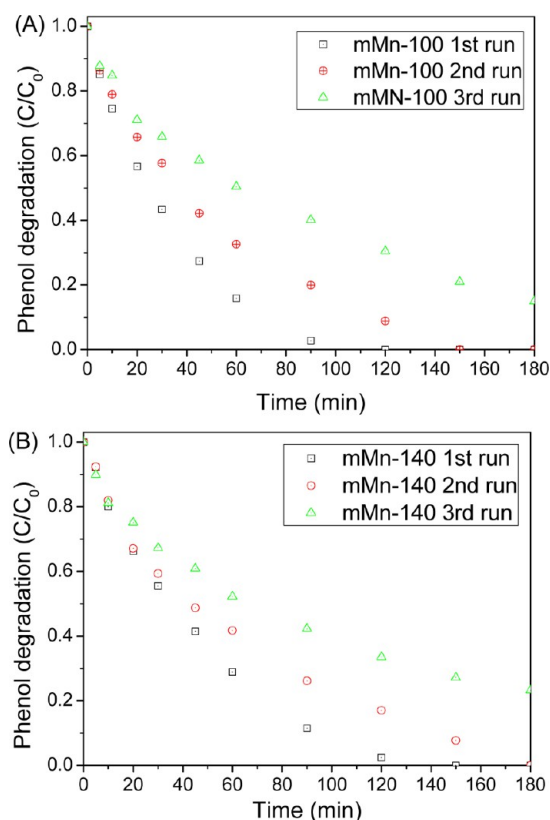 (A)
1.0
0.8
0.6
0.4
0.2
0.0
Phenol degradation (C/C₀)
mMn-100 1st run
mMn-100 2nd run
mMN-100 3rd run
0 20 40 60 80 100 120 140 160 180
Time (min)
(B)
1.0
0.8
0.6
0.4
0.2
0.0
Phenol degradation (C/C₀)
mMn-140 1st run
mMn-140 2nd run
mMn-140 3rd run
0 20 40 60 80 100 120 140 160 180
Time (min)